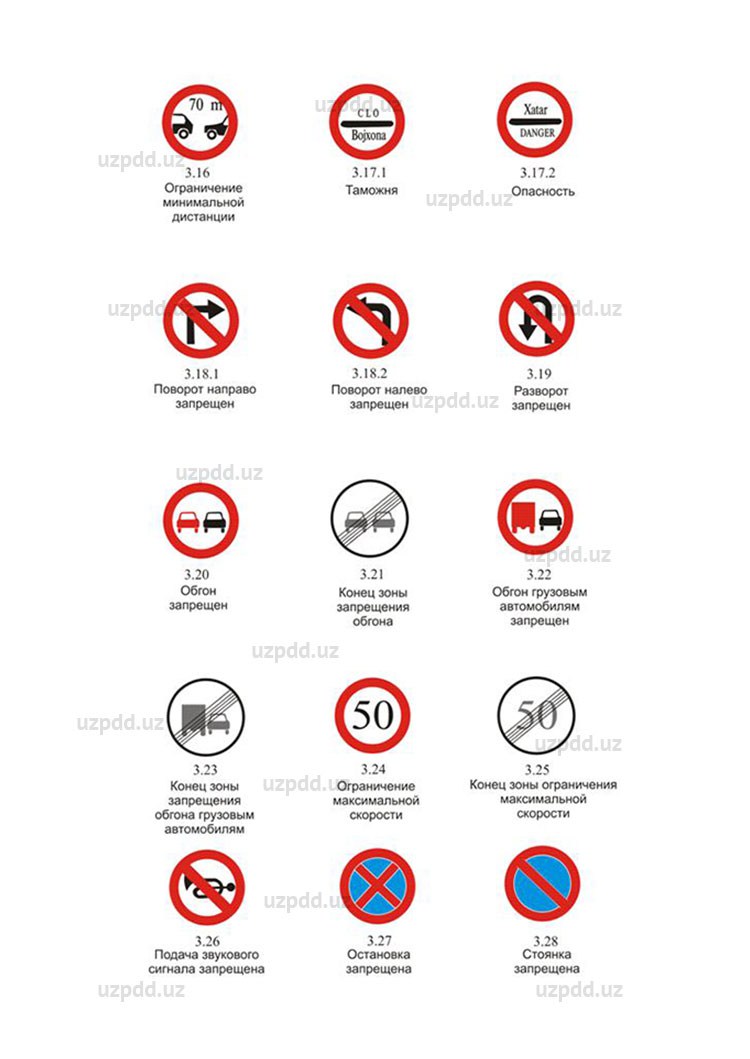 70 m
CLO
Bojxona
Xatar
DANGER
uzpdd.uz
uzpdd.uz
3.16
Ограничение
минимальной
дистанции
3.17.1
Таможня
3.17.2
Опасность
uzpdd.uz
uzpdd.uz
uzpdd.uz
3.18.1
Поворот направо
запрещен
3.18.2
Поворот налево
запрещен
3.19
Разворот
запрещен
uzpdd.uz
uzpdd.uz
3.20
Обгон
запрещен
3.21
Конец зоны
запрещения
обгона
uzpdd.uz
3.22
Обгон грузовым
автомобилям
запрещен
uzpdd.uz
uzpdd.uz
50
50
uzpdd.uz
3.23
Конец зоны
запрещения
обгона грузовым
автомобилям
uzpdd.uz
3.24
Ограничение
максимальной
скорости
3.25
Конец зоны ограничения
максимальной
скорости
uzpdd.uz
3.26
Подача звукового
сигнала запрещена
3.27
Остановка
запрещена
3.28
Стоянка
запрещена
uzpdd.uz
uzpdd.uz